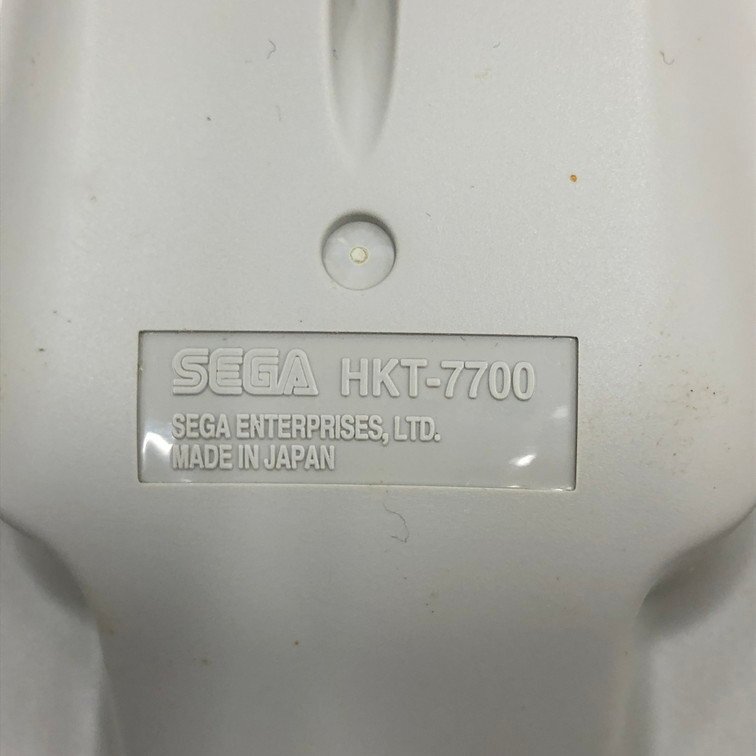 SEGA HKT-7700
SEGA ENTERPRISES, LTD.
MADE IN JAPAN